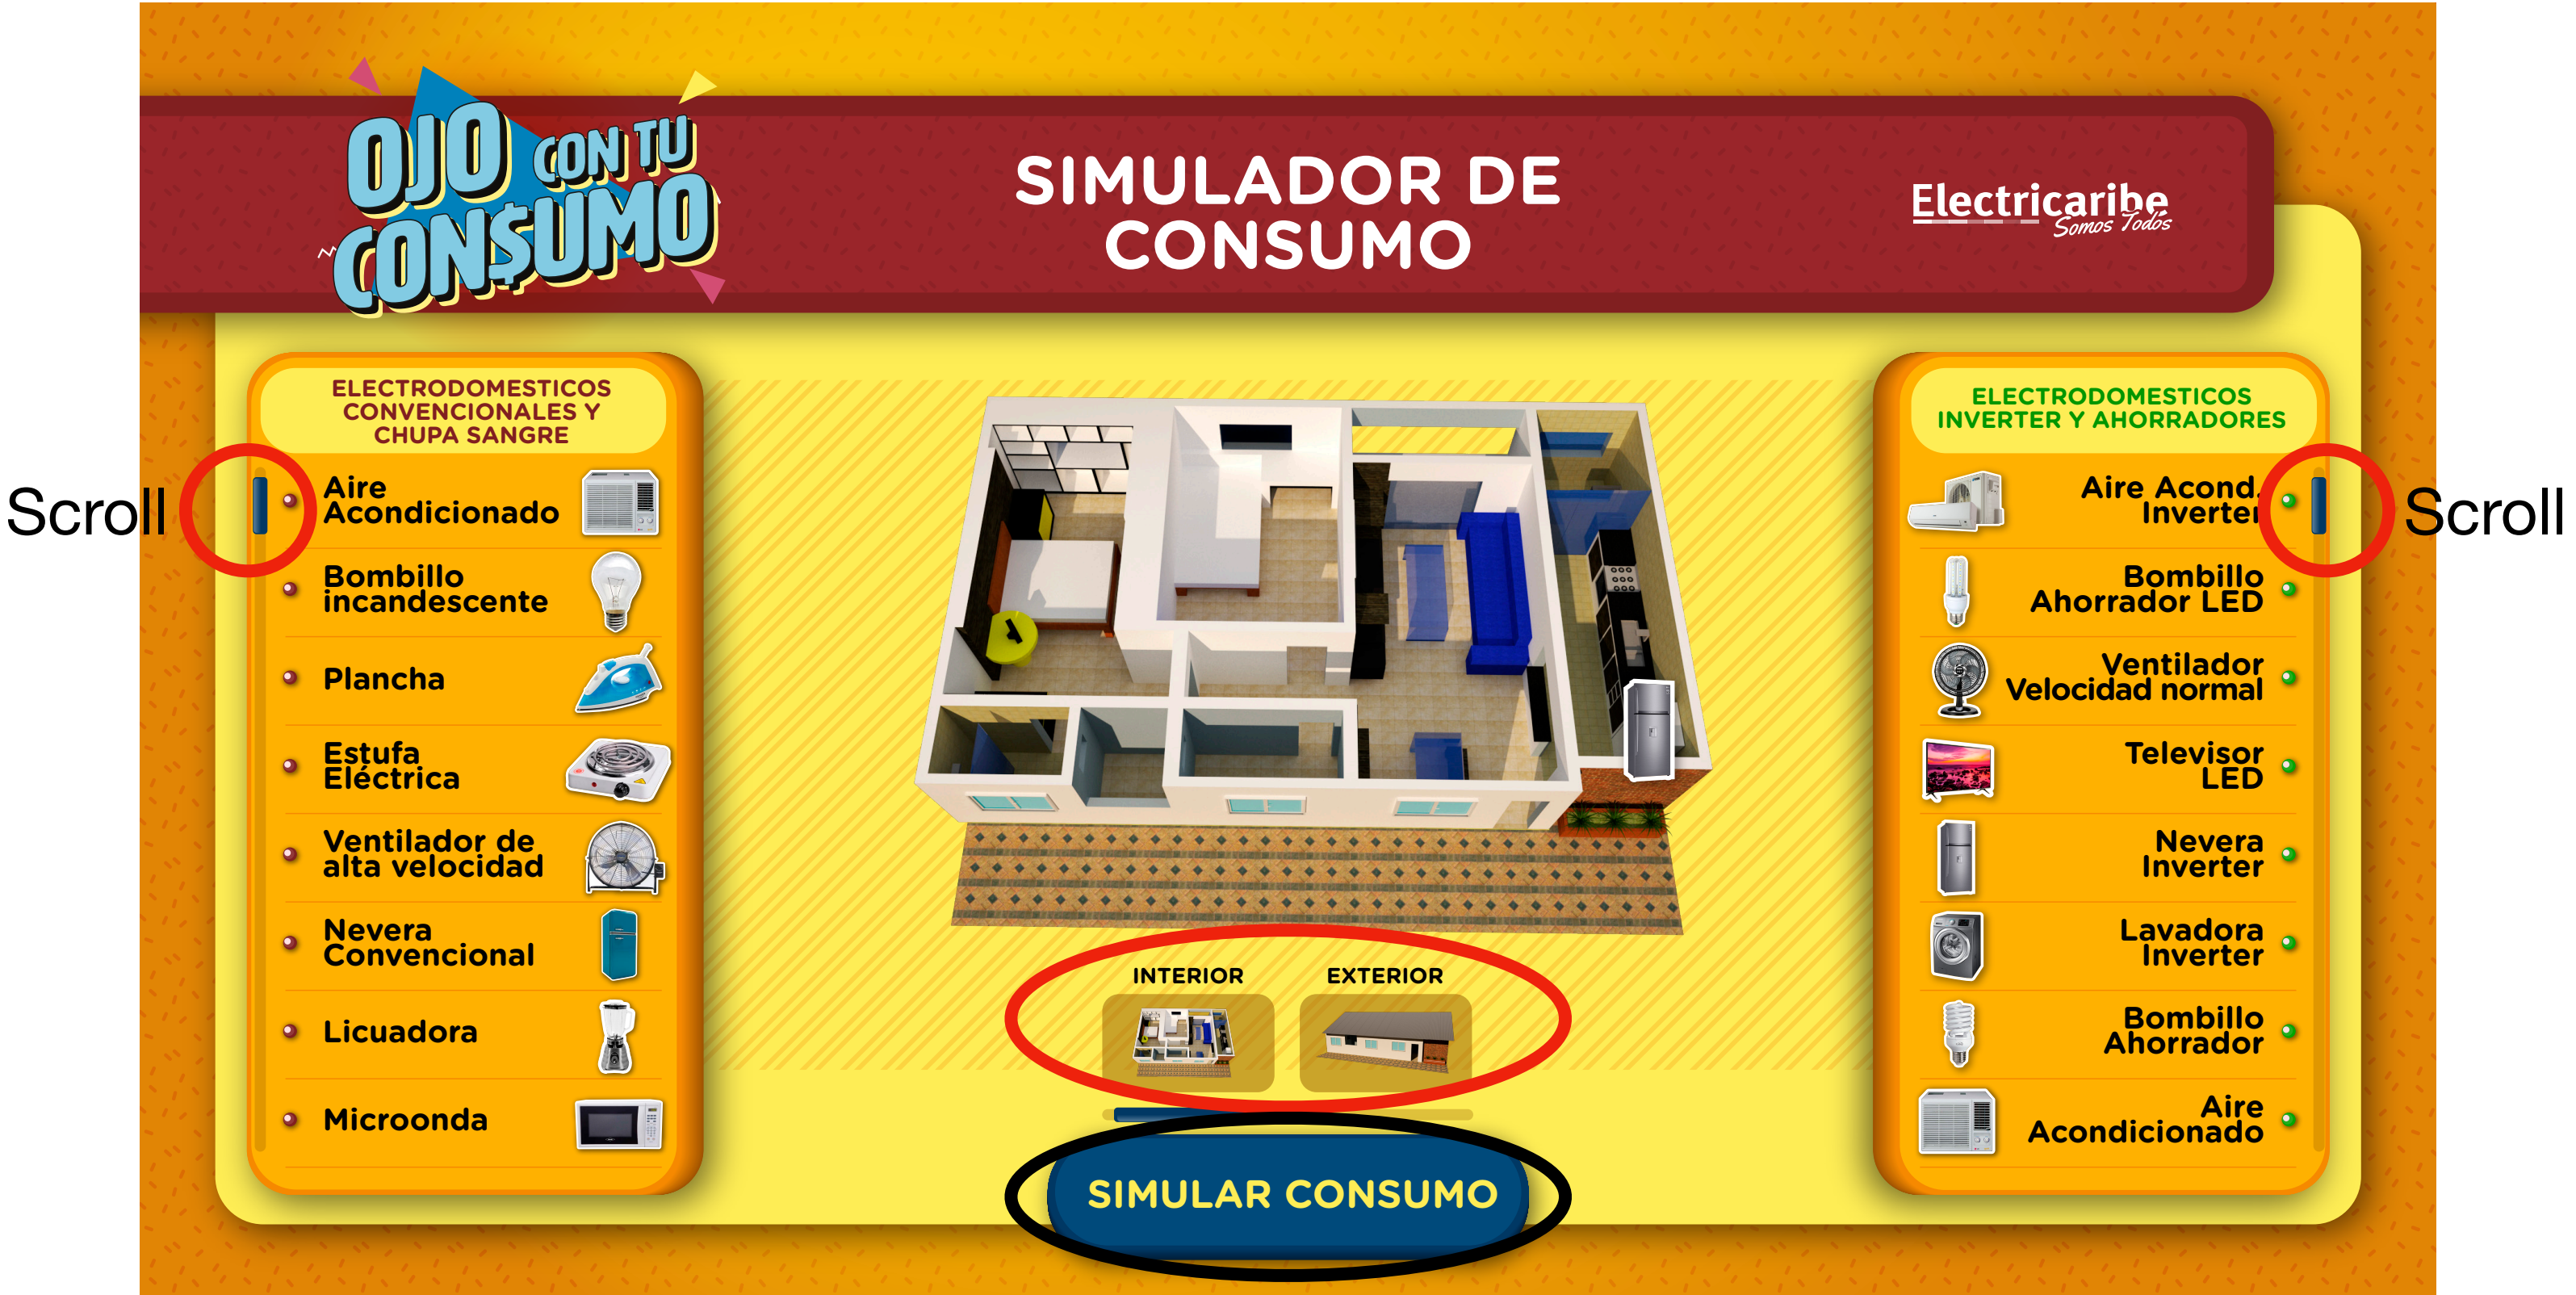 OJO CON TU
CON$UMO
SIMULADOR DE
CONSUMO
Electricaribe
Somos Todos
ELECTRODOMESTICOS
CONVENCIONALES Y
CHUPA SANGRE
Scroll
Aire
Acondicionado
Bombillo
incandescente
Plancha
Estufa
Eléctrica
Ventilador de
alta velocidad
Nevera
Convencional
Licuadora
Microonda
INTERIOR
EXTERIOR
SIMULAR CONSUMO
ELECTRODOMESTICOS
INVERTER Y AHORRADORES
Scroll
Aire Acond.
Inverter
Bombillo
Ahorrador LED
Ventilador
Velocidad normal
Televisor
LED
Nevera
Inverter
Lavadora
Inverter
Bombillo
Ahorrador
Aire
Acondicionado